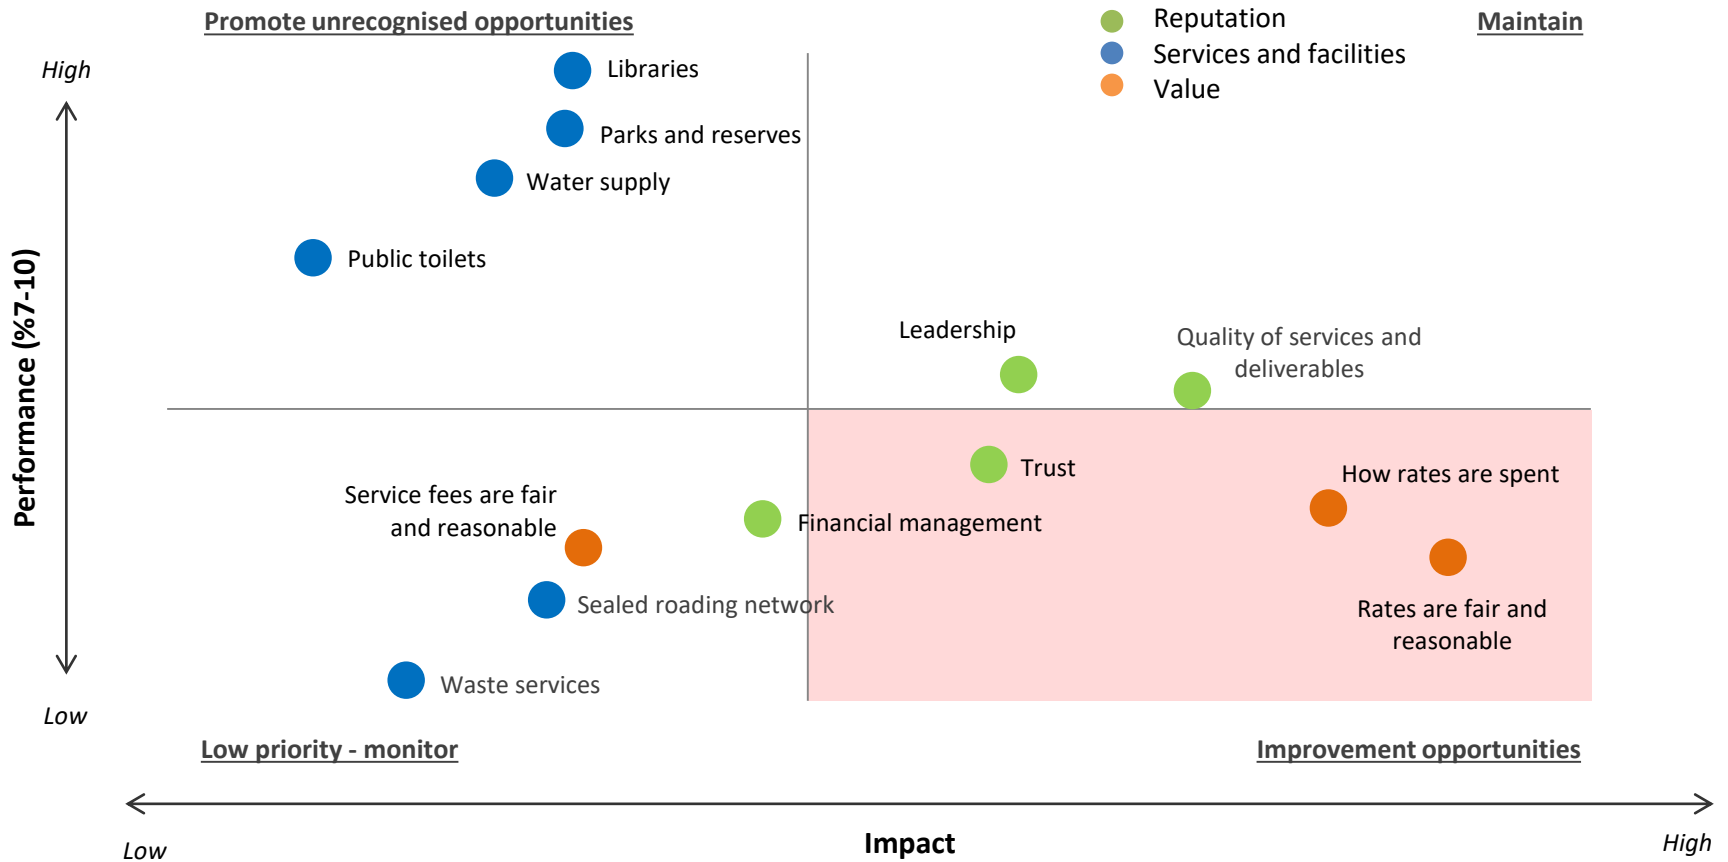 Promote unrecognised opportunities
Reputation
Maintain
Services and facilities
Value
High
Libraries
Parks and reserves
Water supply
Public toilets
Performance (%7-10)
Leadership
Quality of services and
deliverables
Trust
How rates are spent
Service fees are fair
and reasonable
Financial management
Sealed roading network
Rates are fair and
reasonable
Waste services
Low
Low priority - monitor
Improvement opportunities
Low
Impact
High